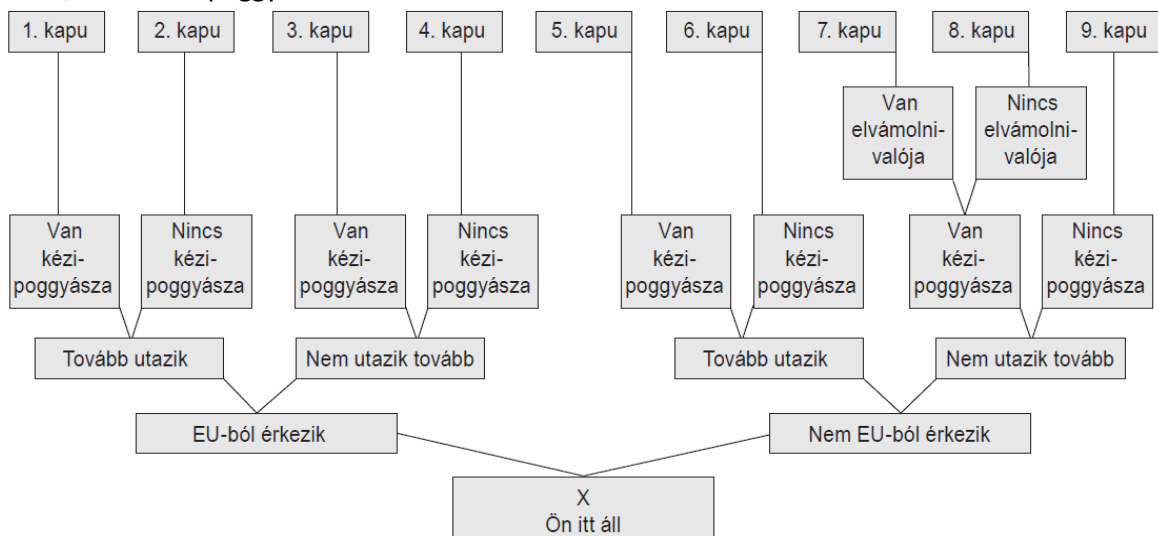 1. kapu
2. kapu
3. kapu
4. kapu
5. kapu
6. kapu
7. kapu
8. kapu
9. kapu
Van
elvámolni-
valója
Nincs
elvámolni-
valója
Van
kézi-
poggyásza
Nincs
kézi-
poggyásza
Van
kézi-
poggyásza
Nincs
kézi-
poggyásza
Van
kézi-
poggyásza
Nincs
kézi-
poggyásza
Van
kézi-
poggyásza
Nincs
kézi-
poggyásza
Tovább utazik
Nem utazik tovább
Tovább utazik
Nem utazik tovább
EU-ból érkezik
Nem EU-ból érkezik
X
Ön itt áll